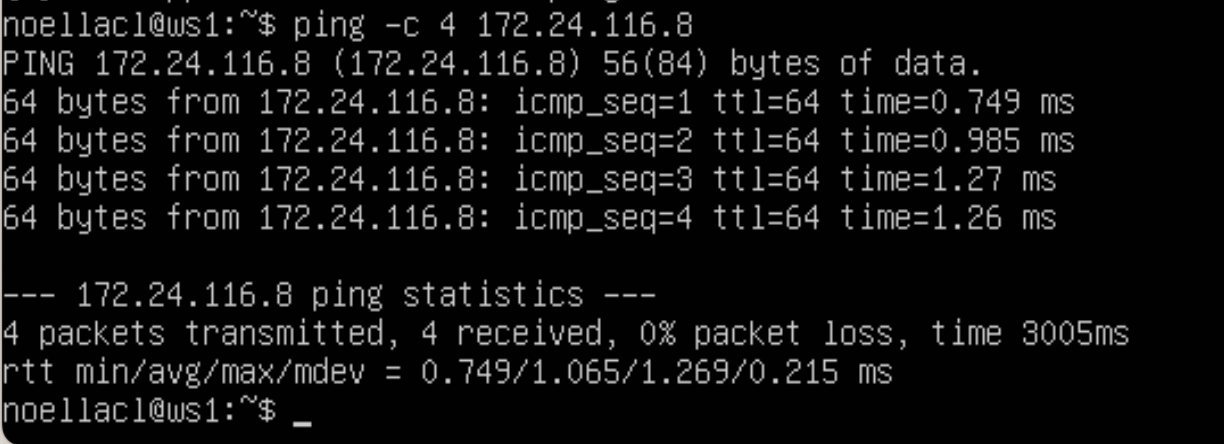 noellacl@ws1:~$ ping -c 4 172.24.116.8
PING 172.24.116.8 (172.24.116.8) 56(84) bytes of data.
64 bytes from 172.24.116.8: icmp_seq=1 ttl=64 time=0.749 ms
64 bytes from 172.24.116.8: icmp_seq=2 ttl=64 time=0.985 ms
64 bytes from 172.24.116.8: icmp_seq=3 ttl=64 time=1.27 ms
64 bytes from 172.24.116.8: icmp_seq=4 ttl=64 time=1.26 ms
--- 172.24.116.8 ping statistics ---
4 packets transmitted, 4 received, 0% packet loss, time 3005ms
rtt min/avg/max/mdev = 0.749/1.065/1.269/0.215 ms
noellacl@ws1:~$ _